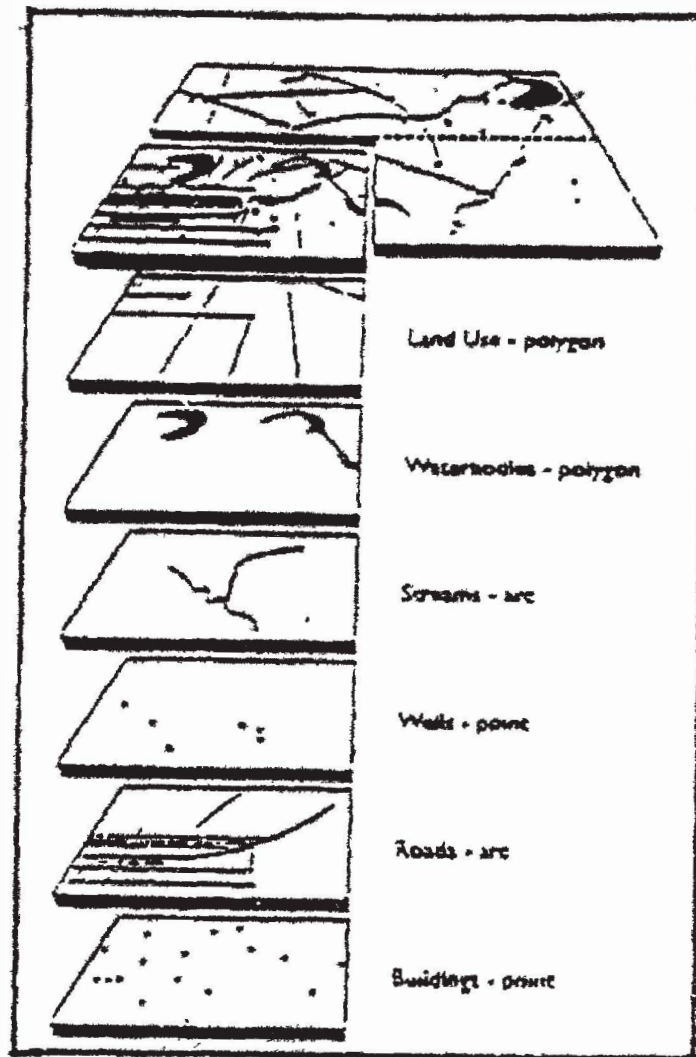 Land Use - polygon
Waterbodies - polygon
Streams - arc
Wells - point
Roads - arc
Buildings - point